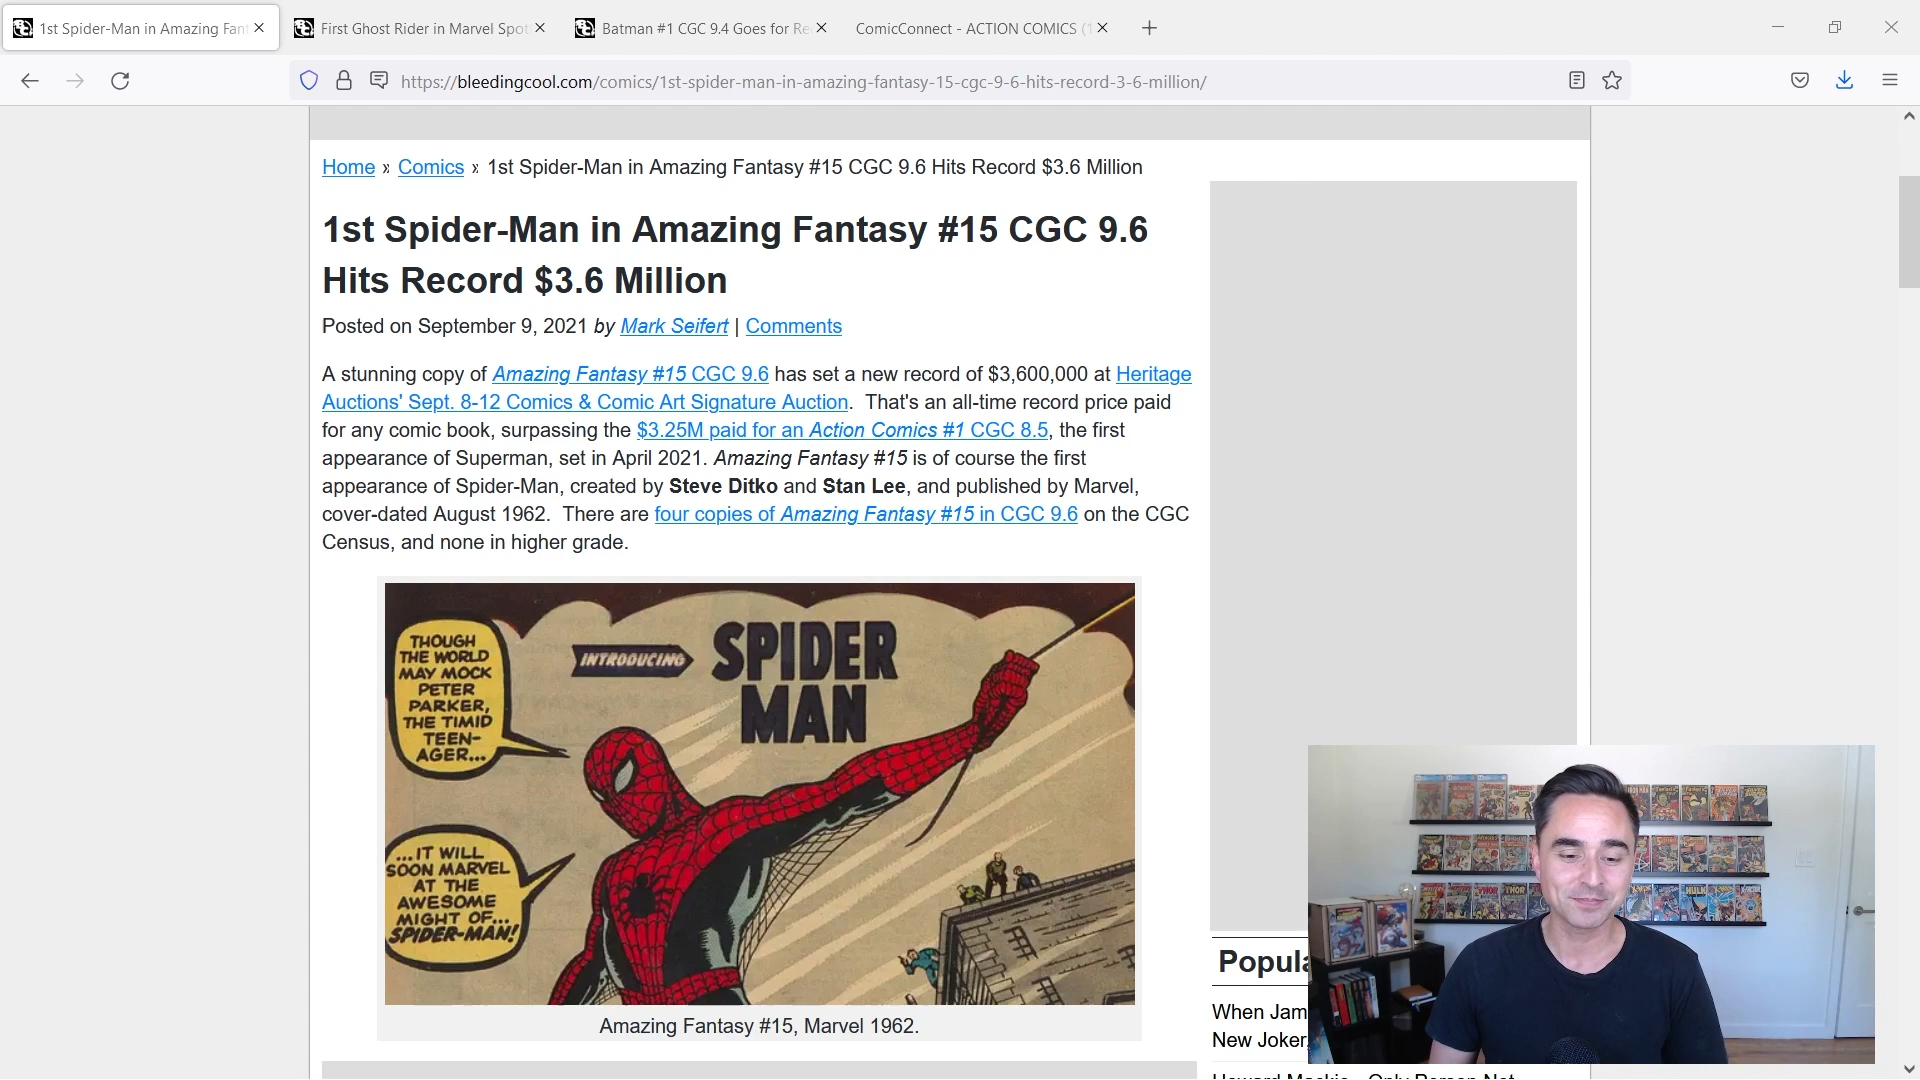 1st Spider-Man in Amazing Fant
First Ghost Rider in Marvel Spot
Batman #1 CGC 9.4 Goes for Re
ComicConnect - ACTION COMICS (1
https://bleedingcool.com/comics/1st-spider-man-in-amazing-fantasy-15-cgc-9-6-hits-record-3-6-million/
Home » Comics » 1st Spider-Man in Amazing Fantasy #15 CGC 9.6 Hits Record $3.6 Million
1st Spider-Man in Amazing Fantasy #15 CGC 9.6
Hits Record $3.6 Million
Posted on September 9, 2021 by Mark Seifert | Comments
A stunning copy of Amazing Fantasy #15 CGC 9.6 has set a new record of $3,600,000 at Heritage
Auctions' Sept. 8-12 Comics & Comic Art Signature Auction. That's an all-time record price paid
for any comic book, surpassing the $3.25M paid for an Action Comics #1 CGC 8.5, the first
appearance of Superman, set in April 2021. Amazing Fantasy #15 is of course the first
appearance of Spider-Man, created by Steve Ditko and Stan Lee, and published by Marvel,
cover-dated August 1962. There are four copies of Amazing Fantasy #15 in CGC 9.6 on the CGC
Census, and none in higher grade.
THOUGH
THE WORLD
MAY MOCK
PETER
PARKER,
THE TIMID
TEEN-
AGER...
INTRODUCING
SPIDER
MAN
...IT WILL
SOON MARVEL
AT THE
AWESOME
MIGHT OF...
SPIDER-MAN!
Amazing Fantasy #15, Marvel 1962.
Popula
When Jam
New Joker,